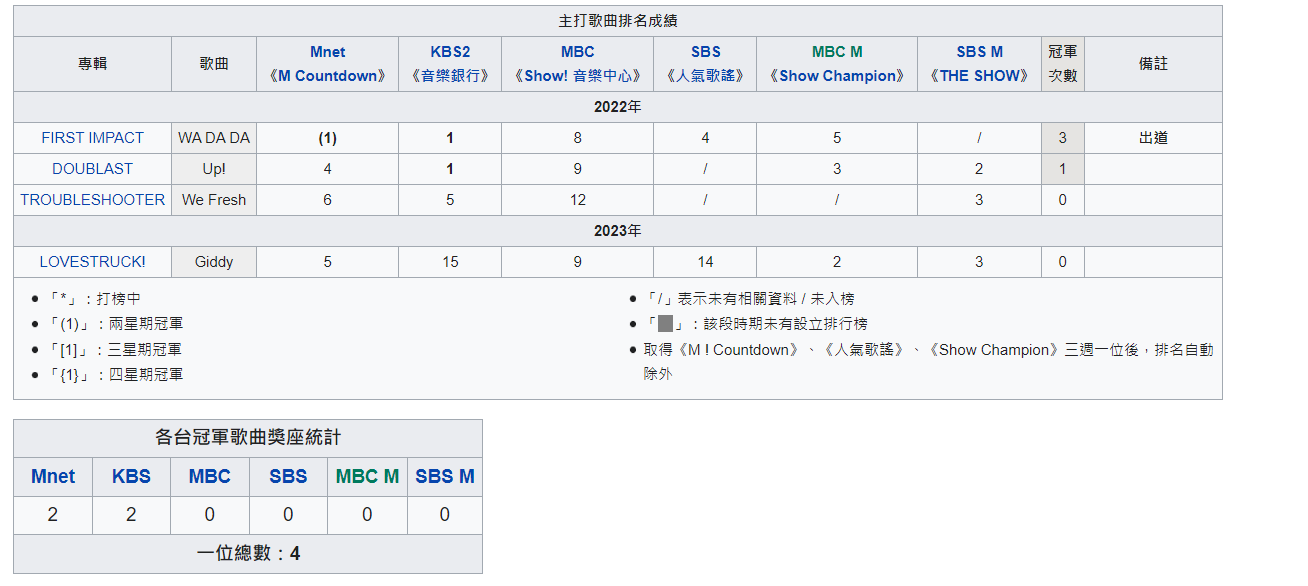 主打歌曲排名成績
專輯 歌曲 Mnet 《M Countdown》 KBS2 《音樂銀行》 MBC 《Show! 音樂中心》 SBS 《人氣歌謠》 MBC M 《Show Champion》 SBS M 《THE SHOW》 冠軍次數 備註
2022年
FIRST IMPACT WA DA DA (1) 1 8 4 5 / 3 出道
DOUBLAST Up! 4 1 9 / 3 2 1
TROUBLESHOOTER We Fresh 6 5 12 / / 3 0
2023年
LOVESTRUCK! Giddy 5 15 9 14 2 3 0
• 「*」：打榜中
• 「(1)」：兩星期冠軍
• 「[1]」：三星期冠軍
• 「{1}」：四星期冠軍
• 「/」表示未有相關資料 / 未入榜
• 「 」：該段時期未有設立排行榜
• 取得《M ! Countdown》、《人氣歌謠》、《Show Champion》三週一位後，排名自動
除外
各台冠軍歌曲獎座統計
Mnet KBS MBC SBS MBC M SBS M
2 2 0 0 0 0
一位總數：4